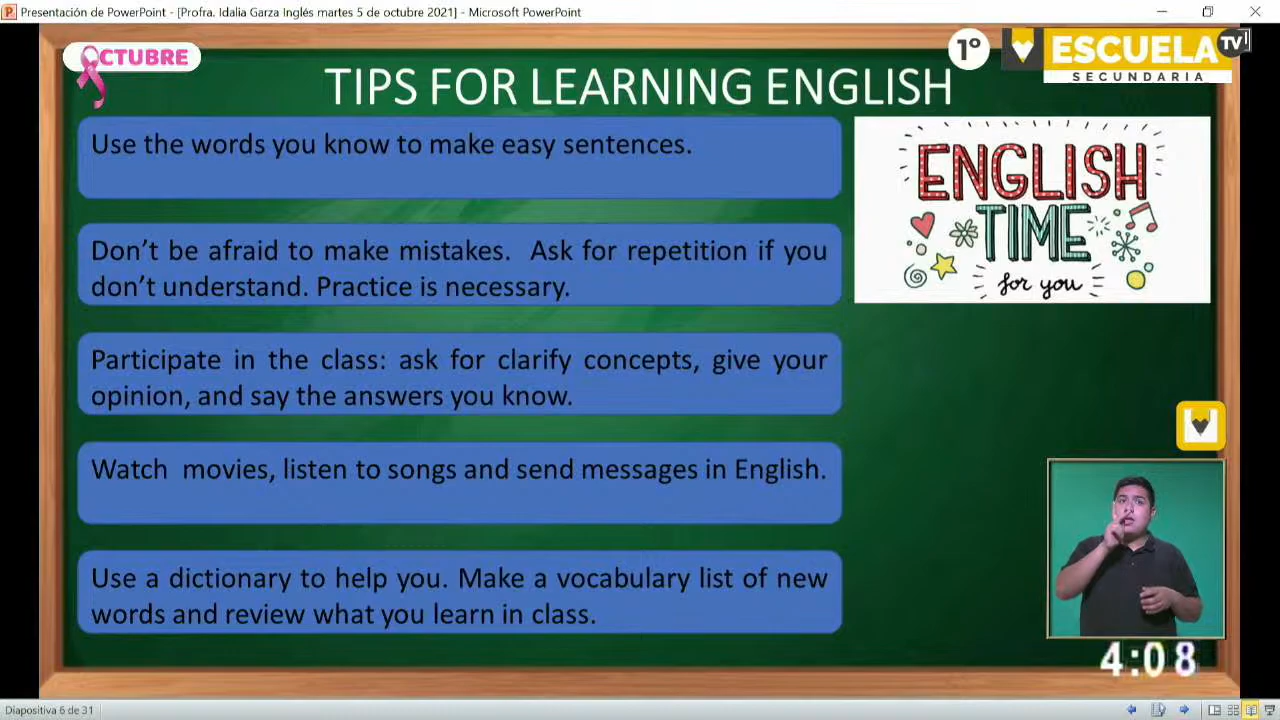 Presentación de PowerPoint - [Profra. Idalia Garza Inglés martes 5 de octubre 2021] - Microsoft PowerPoint
OCTUBRE
1º
ESCUELA TV
SECUNDARIA
TIPS FOR LEARNING ENGLISH
Use the words you know to make easy sentences.
Don’t be afraid to make mistakes. Ask for repetition if you
don’t understand. Practice is necessary.
Participate in the class: ask for clarify concepts, give your
opinion, and say the answers you know.
Watch movies, listen to songs and send messages in English.
Use a dictionary to help you. Make a vocabulary list of new
words and review what you learn in class.
ENGLISH
TIME
for you
4:08
Diapositiva 6 de 31